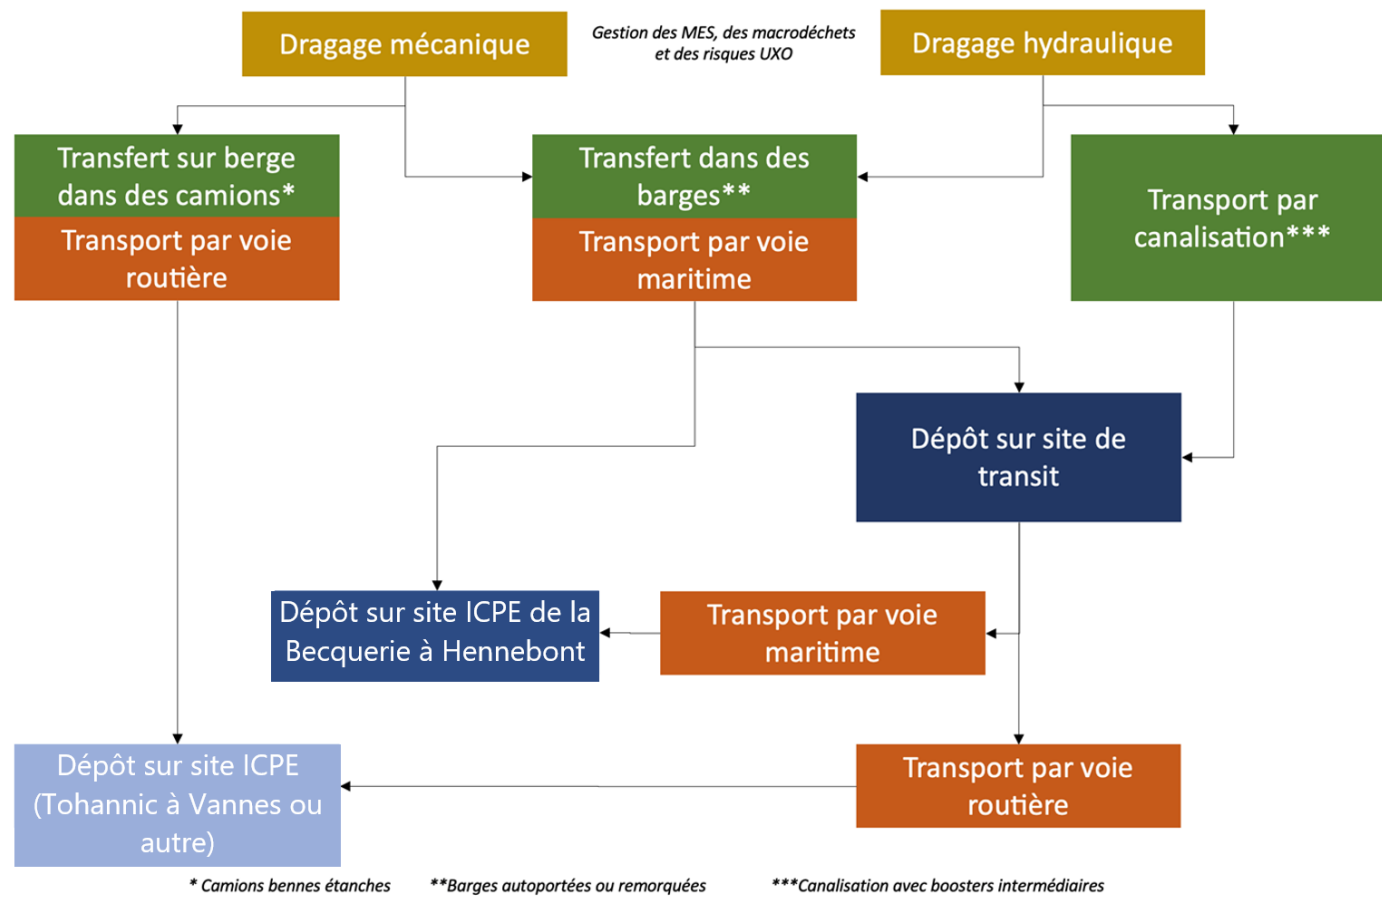 Dragage mécanique
Gestion des MES, des macrodéchets
et des risques UXO
Dragage hydraulique
Transfert sur berge
dans des camions*
Transport par voie
routière
Transfert dans des
barges**
Transport par voie
maritime
Transport par
canalisation***
Dépôt sur site de
transit
Dépôt sur site ICPE de la
Becquerie à Hennebont
Transport par voie
maritime
Dépôt sur site ICPE
(Tohannic à Vannes ou
autre)
Transport par voie
routière
* Camions bennes étanches
**Barges autoportées ou remorquées
***Canalisation avec boosters intermédiaires